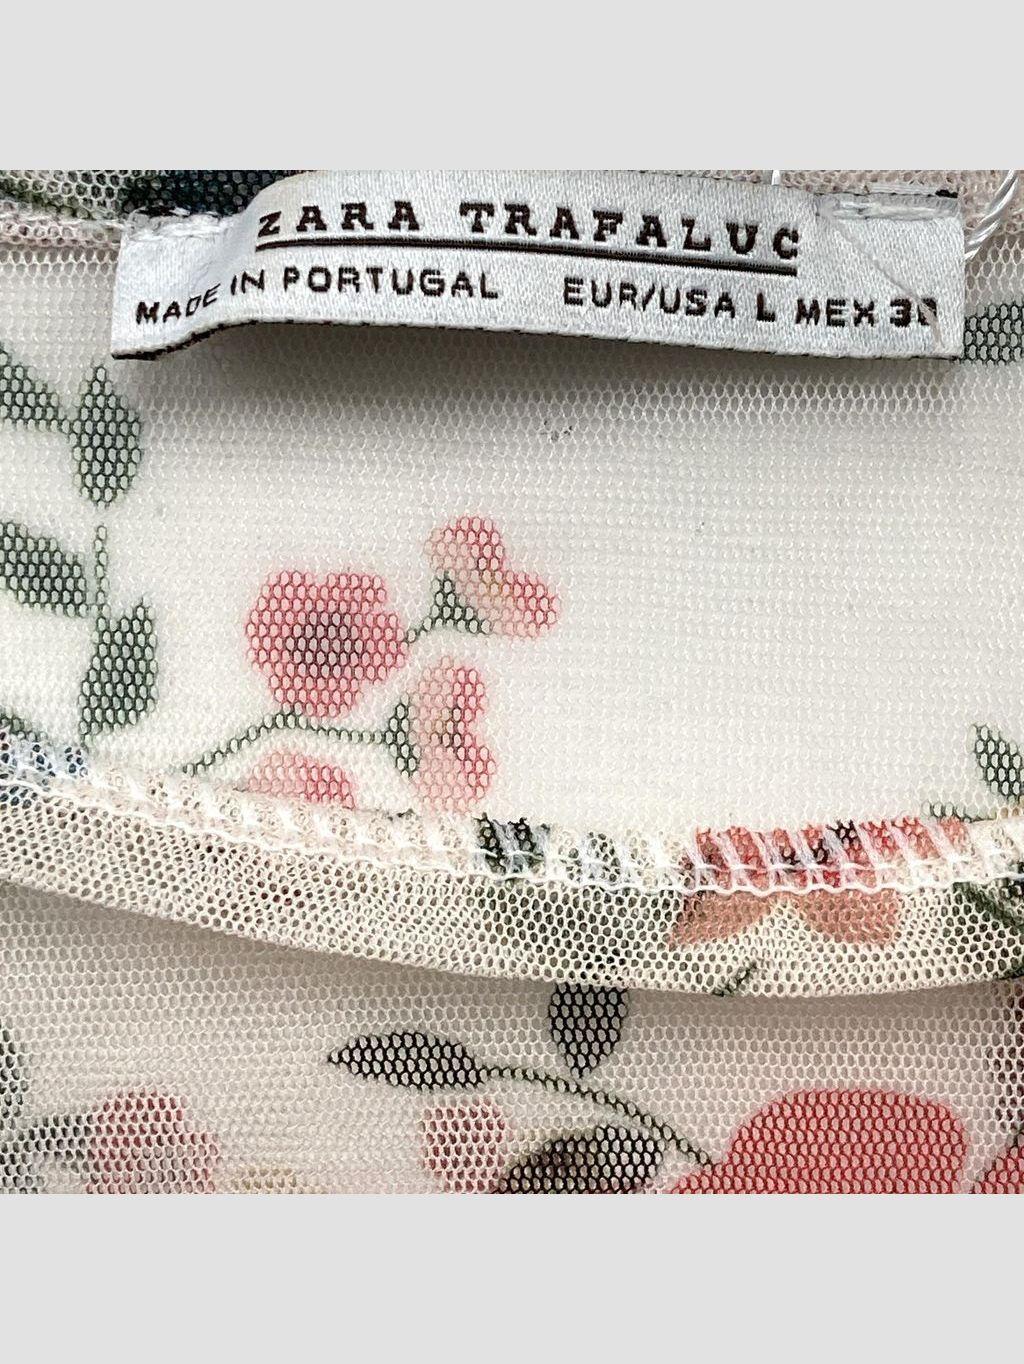 ZARA TRAFALUC
MADE IN PORTUGAL EUR/USA L MEX